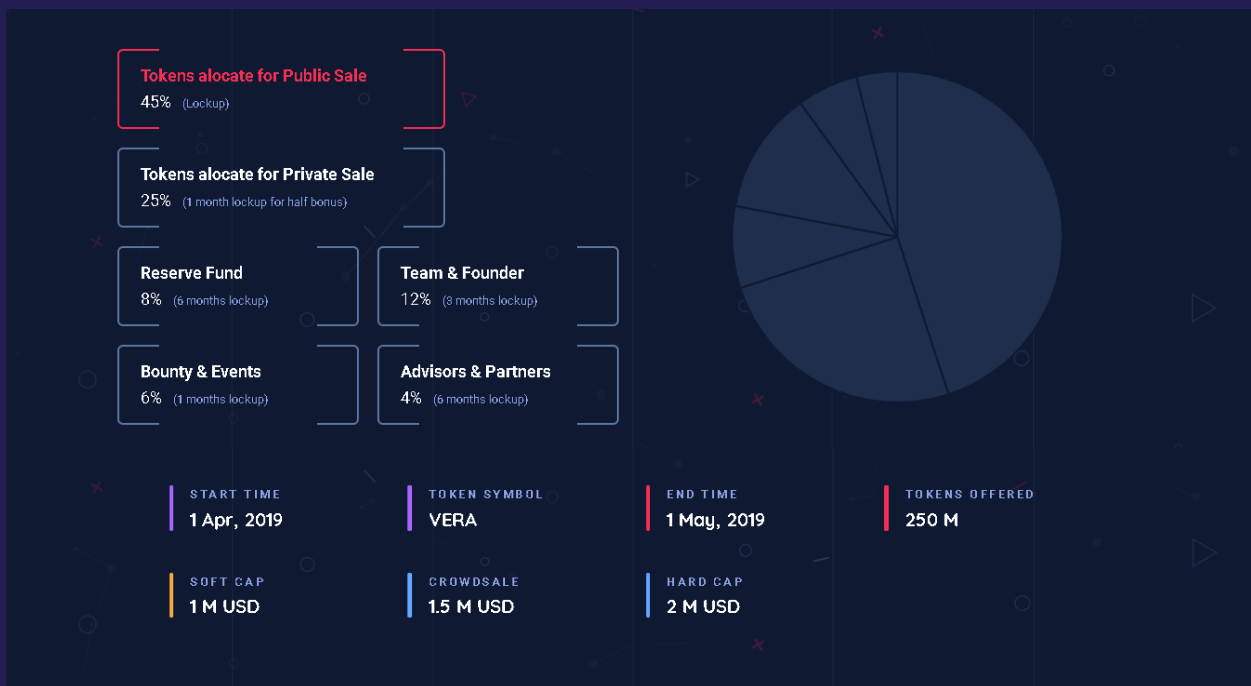 Tokens alocate for Public Sale
45% (Lockup)
Tokens alocate for Private Sale
25% (1 month lockup for half bonus)
Reserve Fund
8% (6 months lockup)
Team & Founder
12% (3 months lockup)
Bounty & Events
6% (1 months lockup)
Advisors & Partners
4% (6 months lockup)
START TIME
1 Apr, 2019
TOKEN SYMBOL
VERA
END TIME
1 May, 2019
TOKENS OFFERED
250 M
SOFT CAP
1 M USD
CROWDSALE
1.5 M USD
HARD CAP
2 M USD